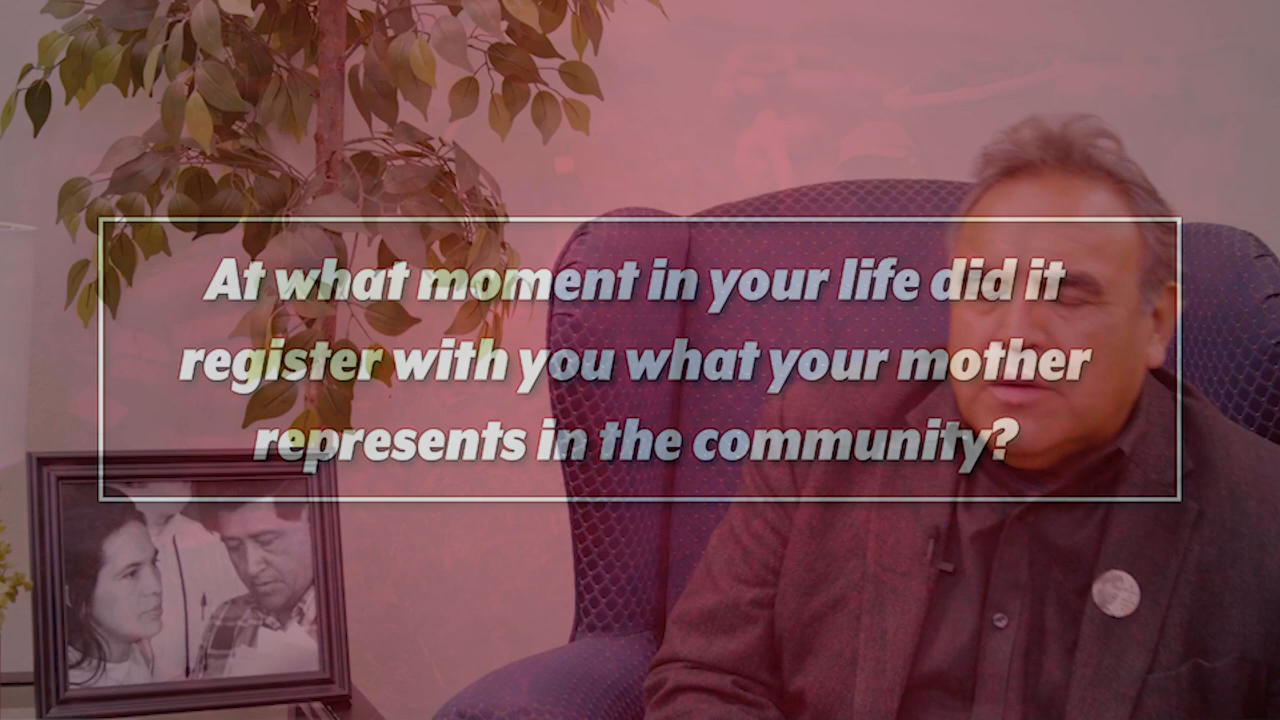 At what moment in your life did it
register with you what your mother
represents in the community?